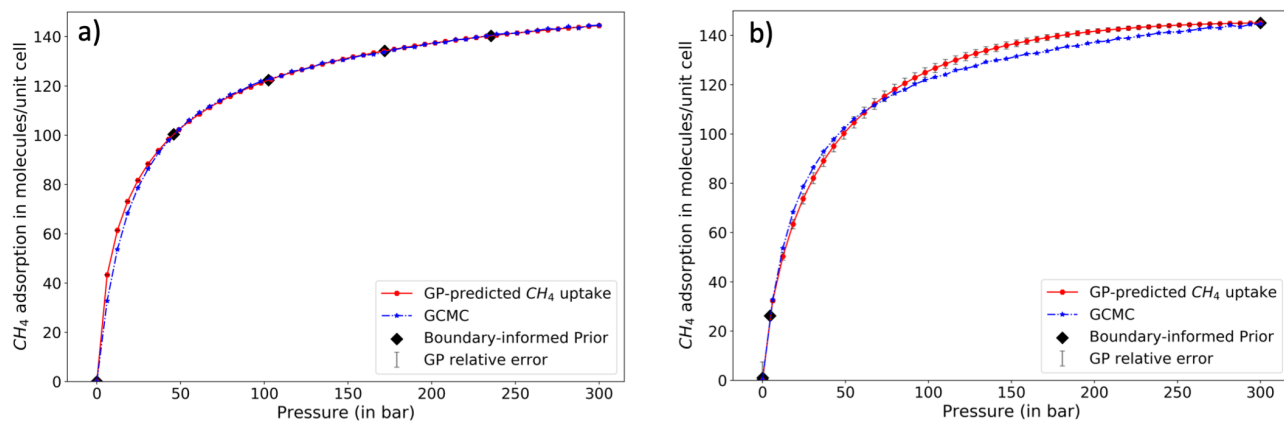 a)
CH4 adsorption in molecules/unit cell
140
120
100
80
60
40
20
0
0 50 100 150 200 250 300
Pressure (in bar)
GP-predicted CH4 uptake
GCMC
Boundary-informed Prior
GP relative error
b)
CH4 adsorption in molecules/unit cell
140
120
100
80
60
40
20
0
0 50 100 150 200 250 300
Pressure (in bar)
GP-predicted CH4 uptake
GCMC
Boundary-informed Prior
GP relative error